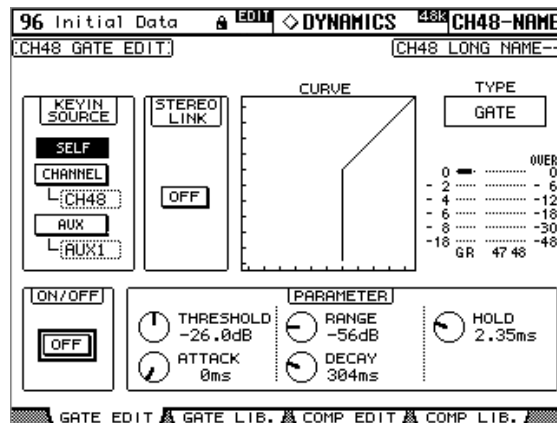 96 Initial Data EDIT DYNAMICS 48K CH48-NAME
CH48 GATE EDIT CH48 LONG NAME--
KEYIN SOURCE
SELF
CHANNEL
CH48
AUX
AUX1
STEREO LINK
OFF
CURVE
TYPE
GATE
OVER
0 0
- 2 - 6
- 4 -12
- 6 -18
- 8 -30
-18 -48
GR 47 48
ON/OFF
OFF
PARAMETER
THRESHOLD
-26.0dB
RANGE
-56dB
HOLD
2.35ms
ATTACK
0ms
DECAY
304ms
GATE EDIT GATE LIB. COMP EDIT COMP LIB.